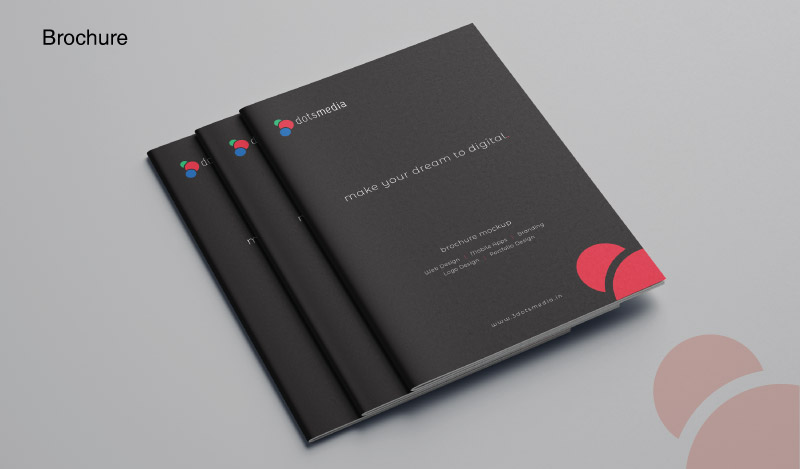 Brochure
dotsmedia
make your dream to digital.
brochure mockup
Web Design Mobile Apps Branding
Logo Design Portfolio Design
www.3dotsmedia.in